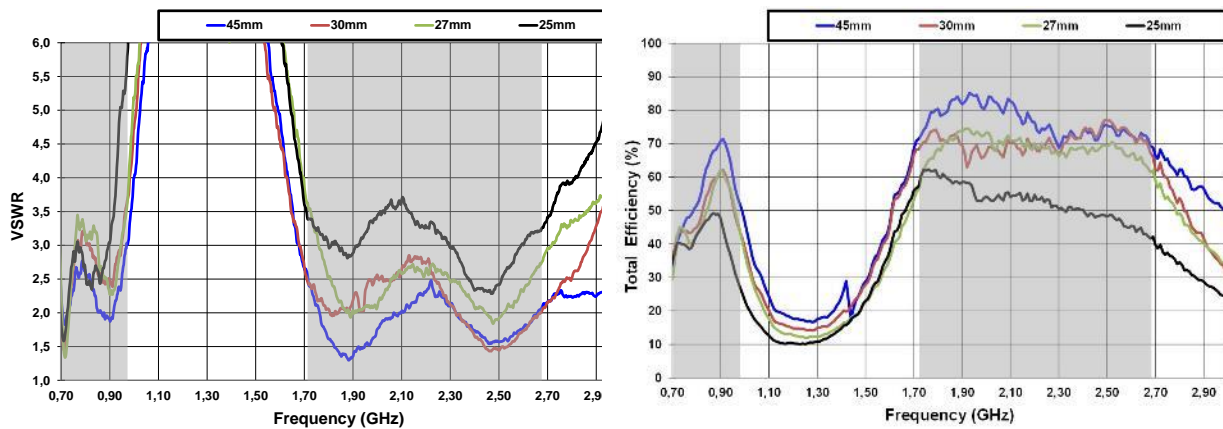 45mm 30mm 27mm 25mm
6,0
5,5
5,0
4,5
4,0
3,5
3,0
2,5
2,0
1,5
1,0
VSWR
0,70 0,90 1,10 1,30 1,50 1,70 1,90 2,10 2,30 2,50 2,70 2,9
Frequency (GHz)
45mm 30mm 27mm 25mm
100
90
80
70
60
50
40
30
20
10
0
Total Efficiency (%)
0,70 0,90 1,10 1,30 1,50 1,70 1,90 2,10 2,30 2,50 2,70 2,90
Frequency (GHz)